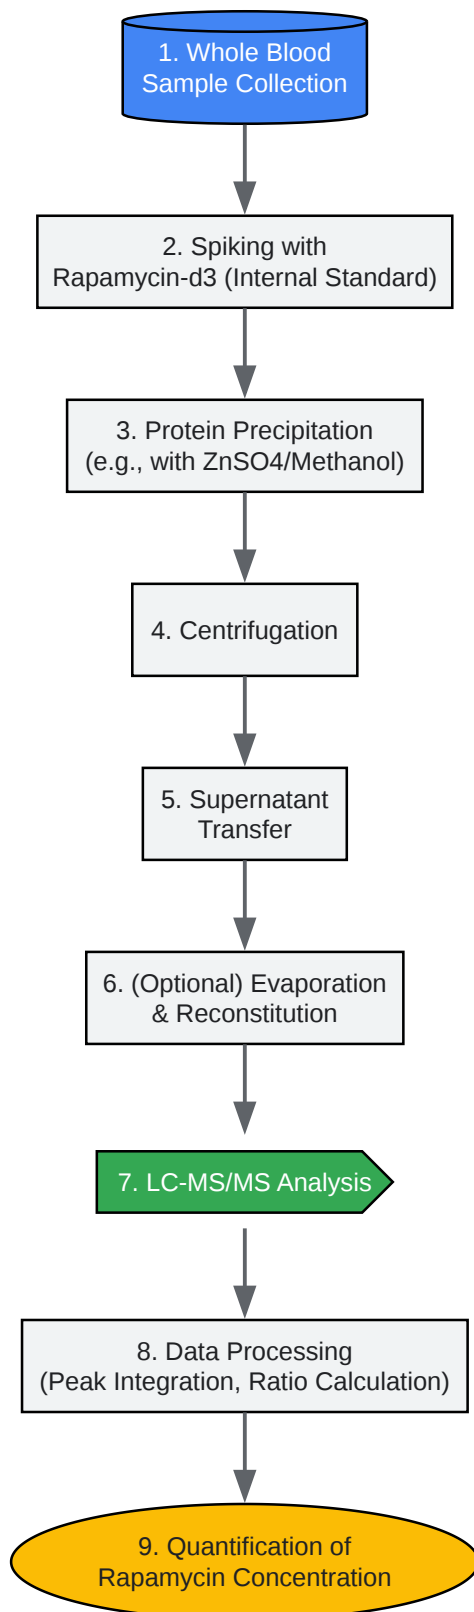 1. Whole Blood
Sample Collection
2. Spiking with
Rapamycin-d3 (Internal Standard)
3. Protein Precipitation
(e.g., with ZnSO4/Methanol)
4. Centrifugation
5. Supernatant
Transfer
6. (Optional) Evaporation
& Reconstitution
7. LC-MS/MS Analysis
8. Data Processing
(Peak Integration, Ratio Calculation)
9. Quantification of
Rapamycin Concentration